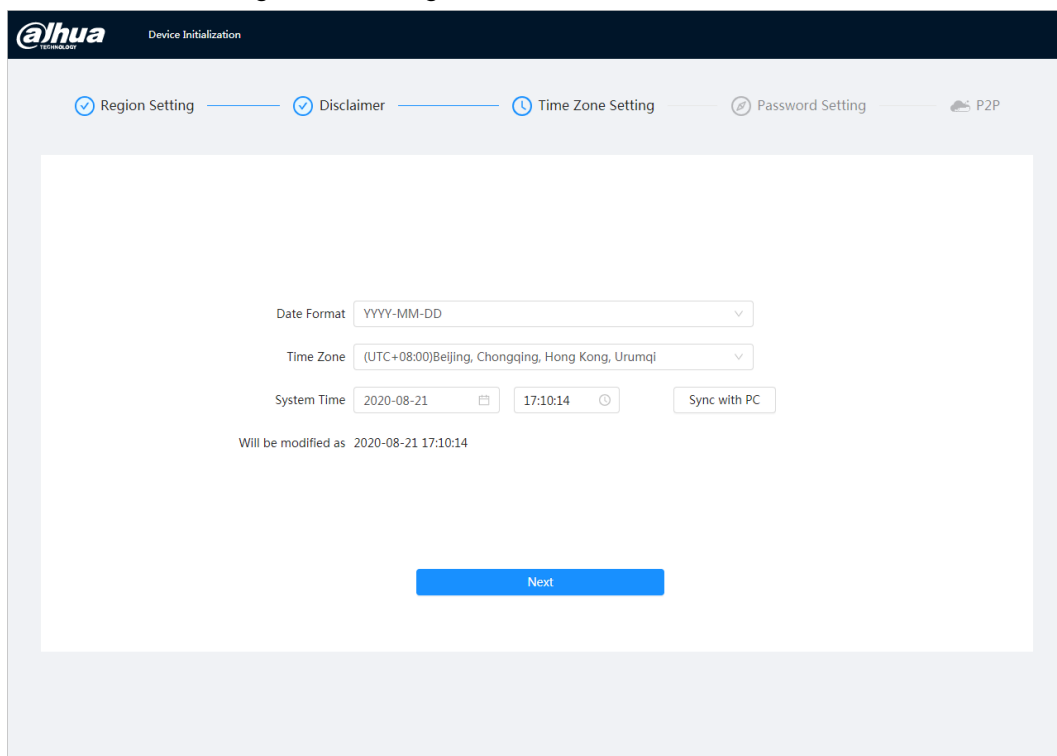 alhua
TECHNOLOGY
Device Initialization
Region Setting
Disclaimer
Time Zone Setting
Password Setting
P2P
Date Format YYYY-MM-DD
Time Zone (UTC+08:00)Beijing, Chongqing, Hong Kong, Urumqi
System Time 2020-08-21 17:10:14 Sync with PC
Will be modified as 2020-08-21 17:10:14
Next